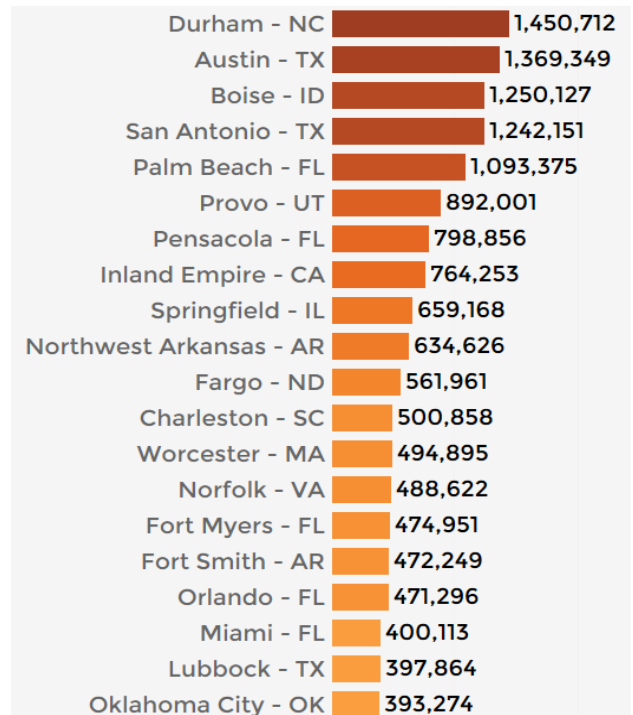 Durham - NC 1,450,712
Austin - TX 1,369,349
Boise - ID 1,250,127
San Antonio - TX 1,242,151
Palm Beach - FL 1,093,375
Provo - UT 892,001
Pensacola - FL 798,856
Inland Empire - CA 764,253
Springfield - IL 659,168
Northwest Arkansas - AR 634,626
Fargo - ND 561,961
Charleston - SC 500,858
Worcester - MA 494,895
Norfolk - VA 488,622
Fort Myers - FL 474,951
Fort Smith - AR 472,249
Orlando - FL 471,296
Miami - FL 400,113
Lubbock - TX 397,864
Oklahoma City - OK 393,274